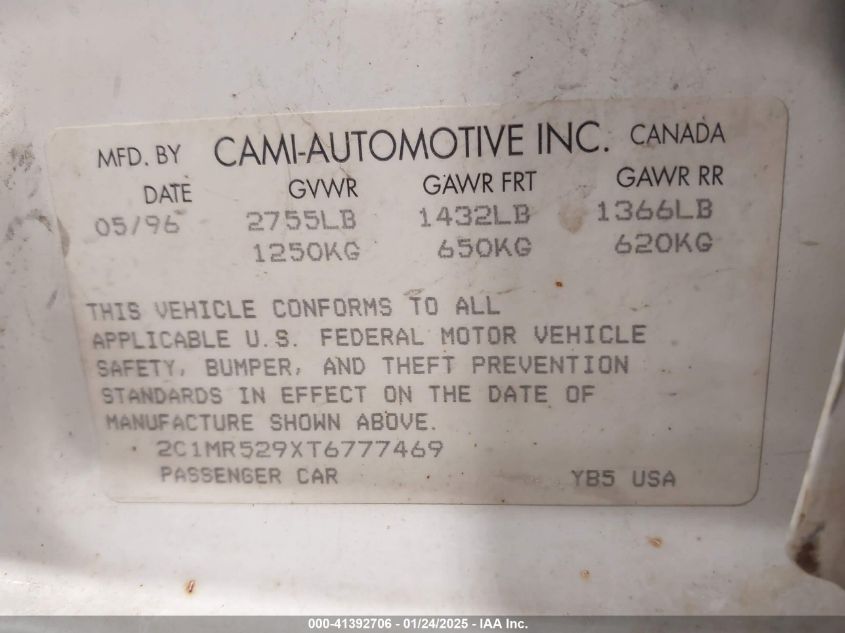 MFD. BY CAMI-AUTOMOTIVE INC. CANADA
DATE GVWR GAWR FRT GAWR RR
05/96 2755LB 1432LB 1366LB
1250KG 650KG 620KG
THIS VEHICLE CONFORMS TO ALL
APPLICABLE U.S. FEDERAL MOTOR VEHICLE
SAFETY, BUMPER, AND THEFT PREVENTION
STANDARDS IN EFFECT ON THE DATE OF
MANUFACTURE SHOWN ABOVE.
2C1MR529XT6777469
PASSENGER CAR YB5 USA
000-41392706 - 01/24/2025 - IAA Inc.